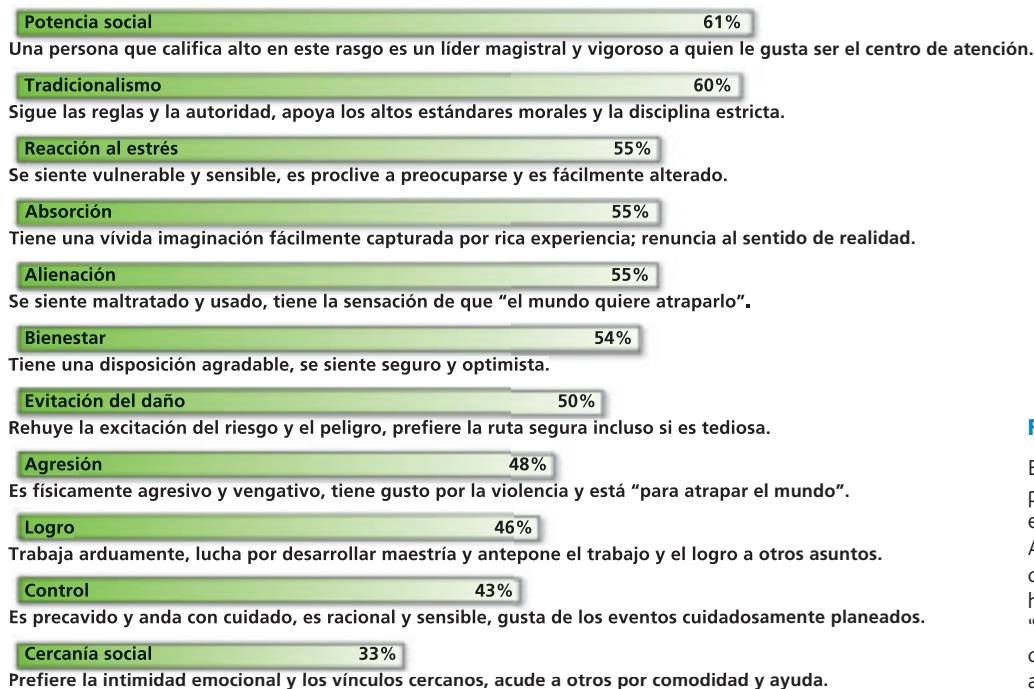 Potencia social 61%
Una persona que califica alto en este rasgo es un líder magistral y vigoroso a quien le gusta ser el centro de atención.
Tradicionalismo 60%
Sigue las reglas y la autoridad, apoya los altos estándares morales y la disciplina estricta.
Reacción al estrés 55%
Se siente vulnerable y sensible, es proclive a preocuparse y es fácilmente alterado.
Absorción 55%
Tiene una vívida imaginación fácilmente capturada por rica experiencia; renuncia al sentido de realidad.
Alienación 55%
Se siente maltratado y usado, tiene la sensación de que “el mundo quiere atraparlo”.
Bienestar 54%
Tiene una disposición agradable, se siente seguro y optimista.
Evitación del daño 50%
Rehuye la excitación del riesgo y el peligro, prefiere la ruta segura incluso si es tediosa.
Agresión 48%
Es físicamente agresivo y vengativo, tiene gusto por la violencia y está “para atrapar el mundo”.
Logro 46%
Trabaja arduamente, lucha por desarrollar maestría y antepone el trabajo y el logro a otros asuntos.
Control 43%
Es precavido y anda con cuidado, es racional y sensible, gusta de los eventos cuidadosamente planeados.
Cercanía social 33%
Prefiere la intimidad emocional y los vínculos cercanos, acude a otros por comodidad y ayuda.